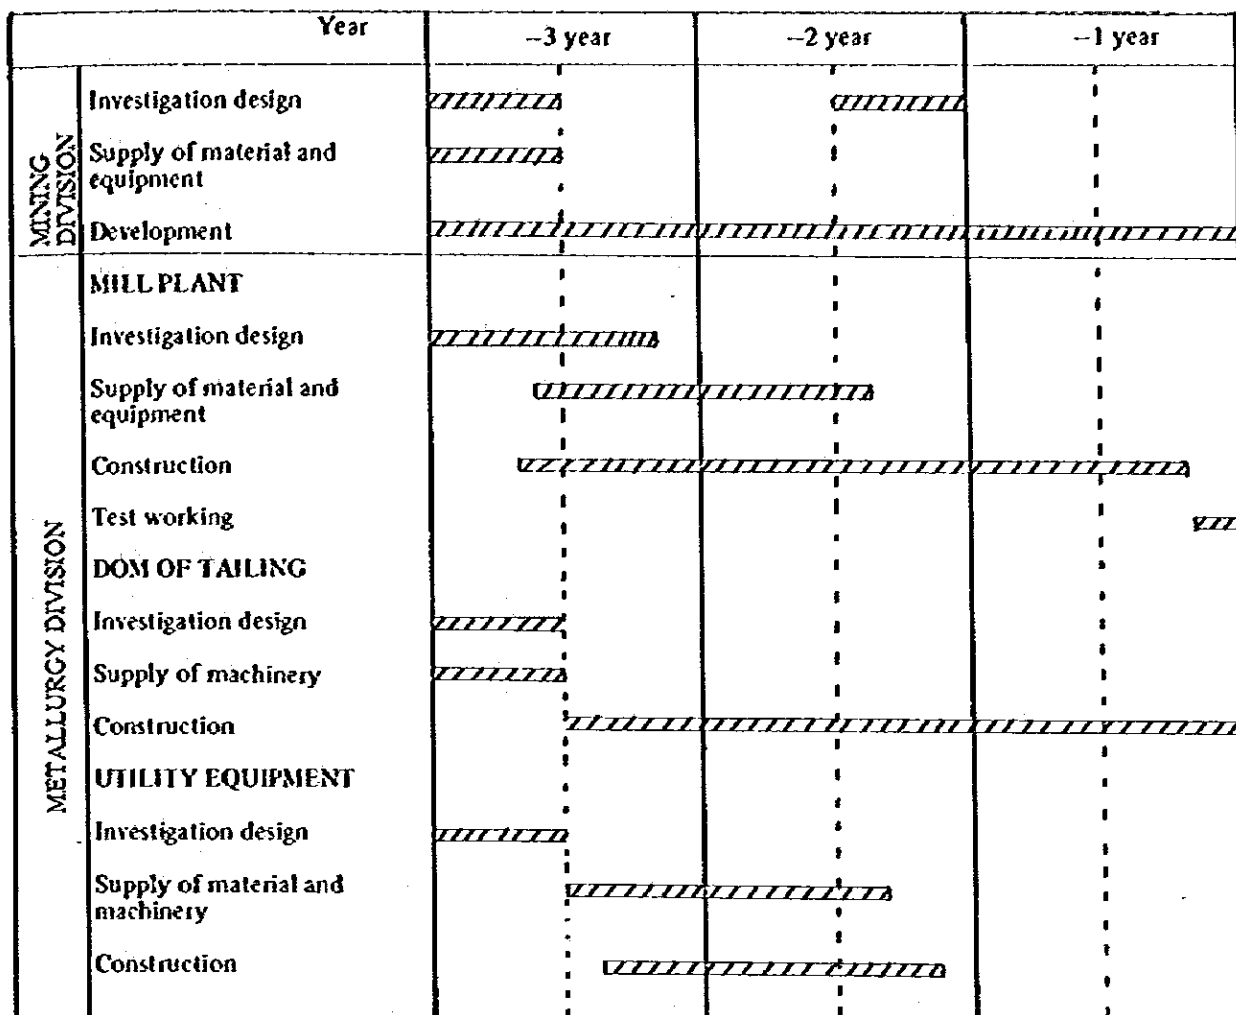 Year
–3 year
–2 year
–1 year
MINING
DIVISION
Investigation design
Supply of material and
equipment
Development
METALLURGY DIVISION
MILL PLANT
Investigation design
Supply of material and
equipment
Construction
Test working
DOM OF TAILING
Investigation design
Supply of machinery
Construction
UTILITY EQUIPMENT
Investigation design
Supply of material and
machinery
Construction